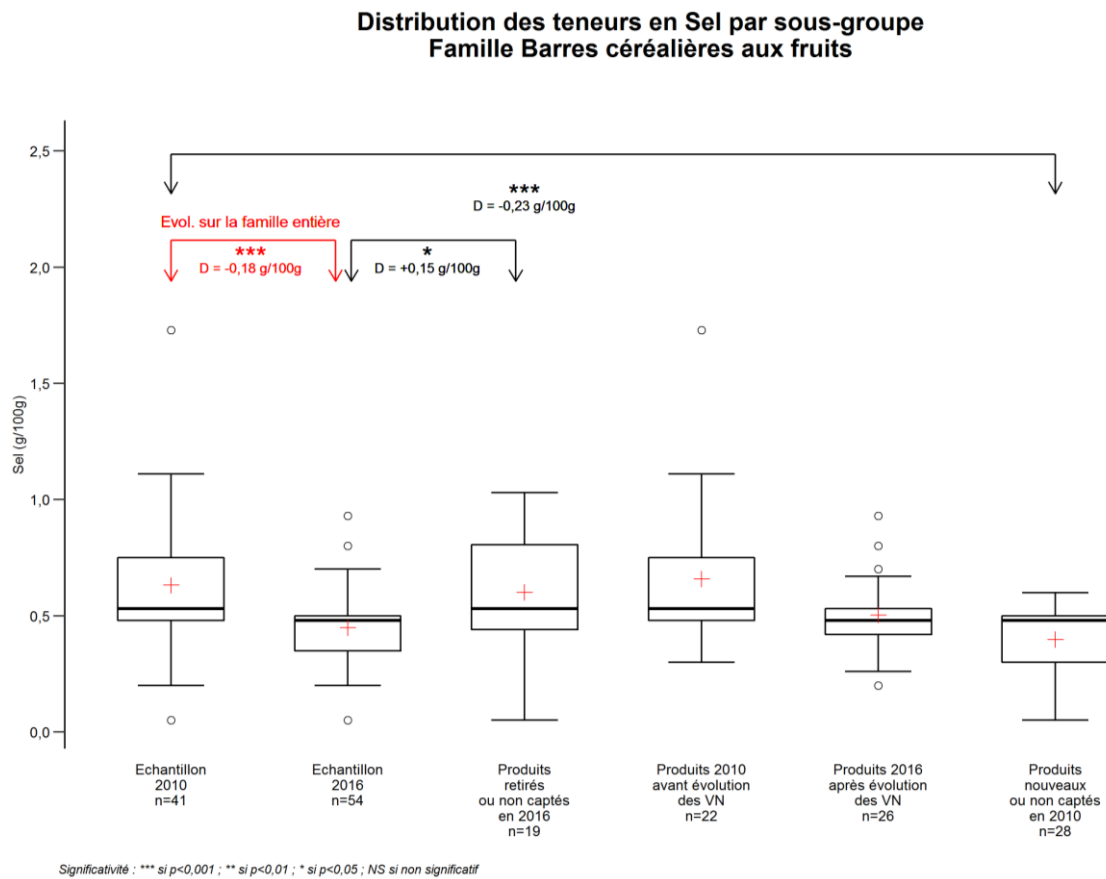 Distribution des teneurs en Sel par sous-groupe
Famille Barres céréalières aux fruits
2,5
***
D = -0,23 g/100g
Evol. sur la famille entière
***
D = -0,18 g/100g
*
D = +0,15 g/100g
2,0
1,5
Sel (g/100g)
1,0
0,5
0,0
Echantillon
2010
n=41
Echantillon
2016
n=54
Produits
retirés
ou non captés
en 2016
n=19
Produits 2010
avant évolution
des VN
n=22
Produits 2016
après évolution
des VN
n=26
Produits
nouveaux
ou non captés
en 2010
n=28
Significativité : *** si p<0,001 ; ** si p<0,01 ; * si p<0,05 ; NS si non significatif